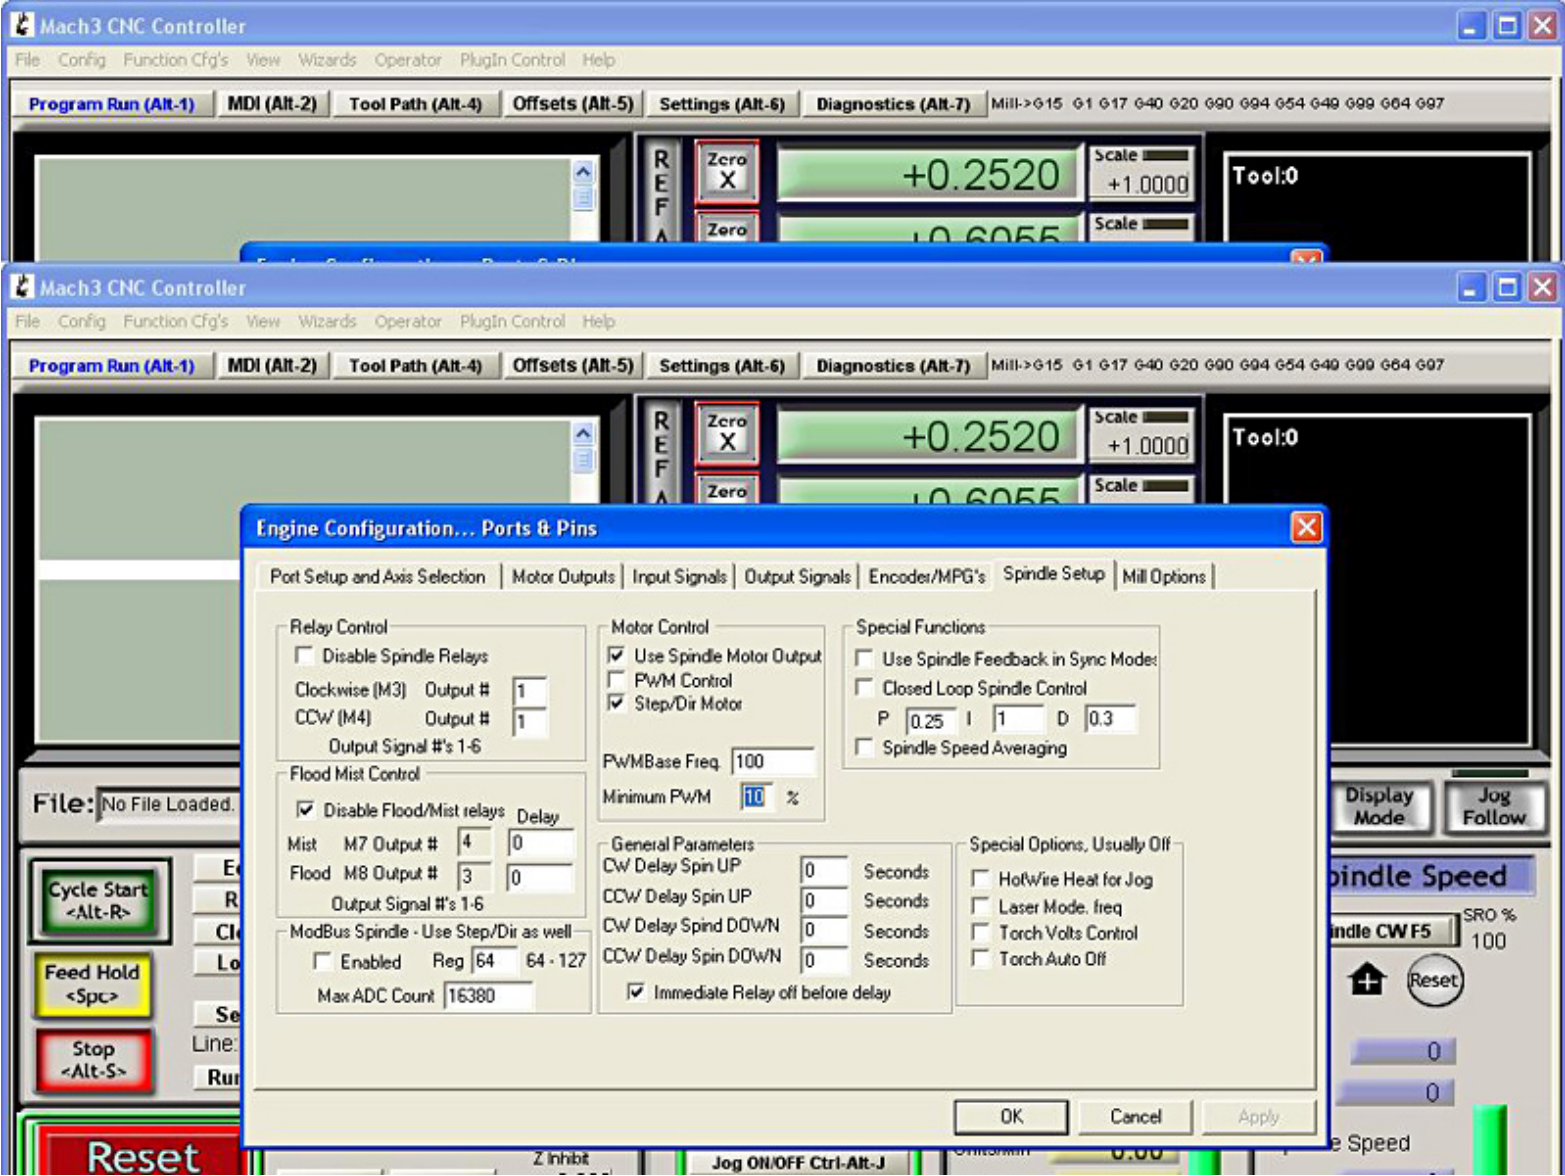 Mach3 CNC Controller
File Config Function Cfg's View Wizards Operator PlugIn Control Help
Program Run (Alt-1) MDI (Alt-2) Tool Path (Alt-4) Offsets (Alt-5) Settings (Alt-6) Diagnostics (Alt-7) Mill->G15 G1 G17 G40 G20 G90 G94 G54 G49 G99 G64 G97
REFA
Zero X +0.2520 Scale +1.0000
Tool:0
Zero +0.6055 Scale
Mach3 CNC Controller
File Config Function Cfg's View Wizards Operator PlugIn Control Help
Program Run (Alt-1) MDI (Alt-2) Tool Path (Alt-4) Offsets (Alt-5) Settings (Alt-6) Diagnostics (Alt-7) Mill->G15 G1 G17 G40 G20 G90 G94 G54 G49 G99 G64 G97
REFA
Zero X +0.2520 Scale +1.0000
Tool:0
Zero +0.6055 Scale
Engine Configuration... Ports & Pins
Port Setup and Axis Selection Motor Outputs Input Signals Output Signals Encoder/MPG's Spindle Setup Mill Options
Relay Control
Disable Spindle Relays
Clockwise (M3) Output # 1
CCW (M4) Output # 1
Output Signal #'s 1-6
Flood Mist Control
Disable Flood/Mist relays Delay
Mist M7 Output # 4 0
Flood M8 Output # 3 0
Output Signal #'s 1-6
ModBus Spindle - Use Step/Dir as well
Enabled Reg 64 64 - 127
Max ADC Count 16380
Motor Control
Use Spindle Motor Output
PWM Control
Step/Dir Motor
PWMBase Freq. 100
Minimum PWM 10 %
General Parameters
CW Delay Spin UP 0 Seconds
CCW Delay Spin UP 0 Seconds
CW Delay Spind DOWN 0 Seconds
CCW Delay Spin DOWN 0 Seconds
Immediate Relay off before delay
Special Functions
Use Spindle Feedback in Sync Modes
Closed Loop Spindle Control
P 0.25 I 1 D 0.3
Spindle Speed Averaging
Special Options, Usually Off
HotWire Heat for Jog
Laser Mode. freq
Torch Volts Control
Torch Auto Off
OK Cancel Apply
File: No File Loaded.
Display Mode
Jog Follow
Cycle Start <Alt-R>
Feed Hold <Spc>
Stop <Alt-S>
Line:
Reset
pindle Speed
indle CW F5
SRO %
100
Reset
0
0
e Speed
Z Inhibit
Jog ON/OFF Ctrl-Alt-J
0.00